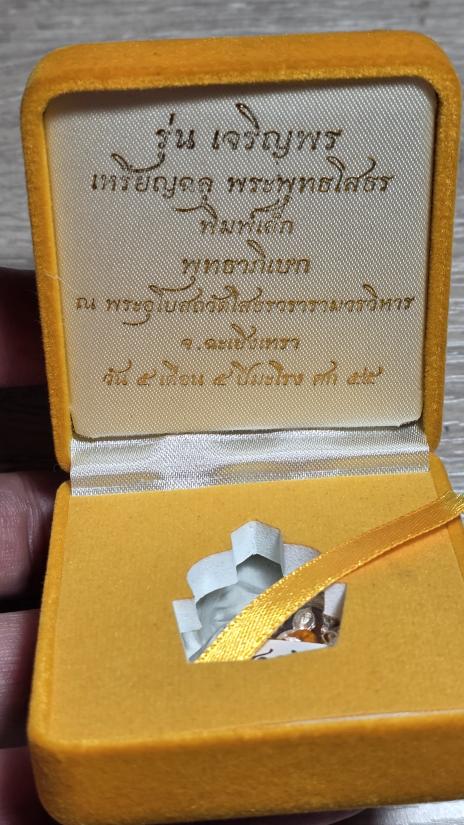 รุ่น เจริญพร
เหรียญฉลุ พระพุทธโสธร
พิมพ์เล็ก
พุทธาภิเษก
ณ พระอุโบสถวัดโสธรวรารามวรวิหาร
จ.ฉะเชิงเทรา
วัน ๕ เดือน ๕ ปีมะโรง ศก ๕๕